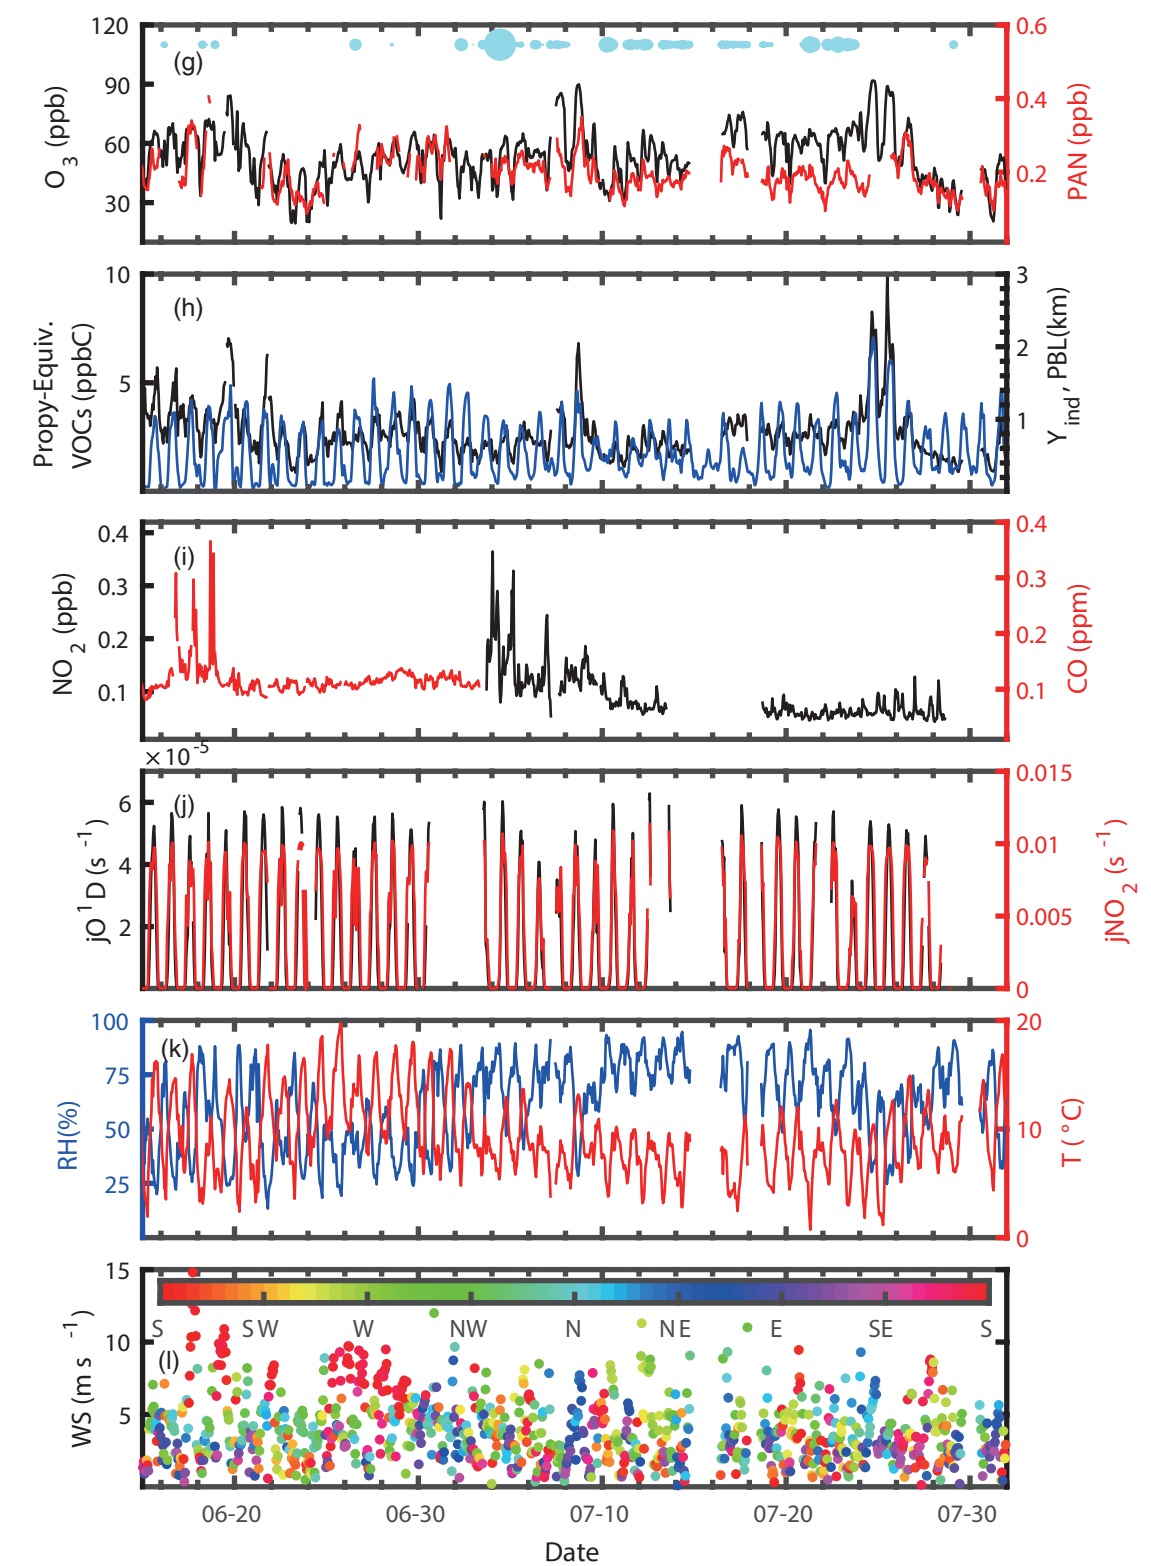 120
90
60
30
O3 (ppb)
(g)
0.6
0.4
0.2
PAN (ppb)
10
5
Propy-Equiv.
VOCs (ppbC)
(h)
3
2
1
Yind, PBL(km)
0.4
0.3
0.2
0.1
NO2 (ppb)
(i)
0.4
0.3
0.2
0.1
CO (ppm)
×10-5
6
4
2
jO1D (s-1)
(j)
0.015
0.01
0.005
0
jNO2 (s-1)
100
75
50
25
RH(%)
(k)
20
10
0
T (°C)
15
10
5
WS (m s-1)
S SW W NW N NE E SE S
(l)
06-20 06-30 07-10 07-20 07-30
Date